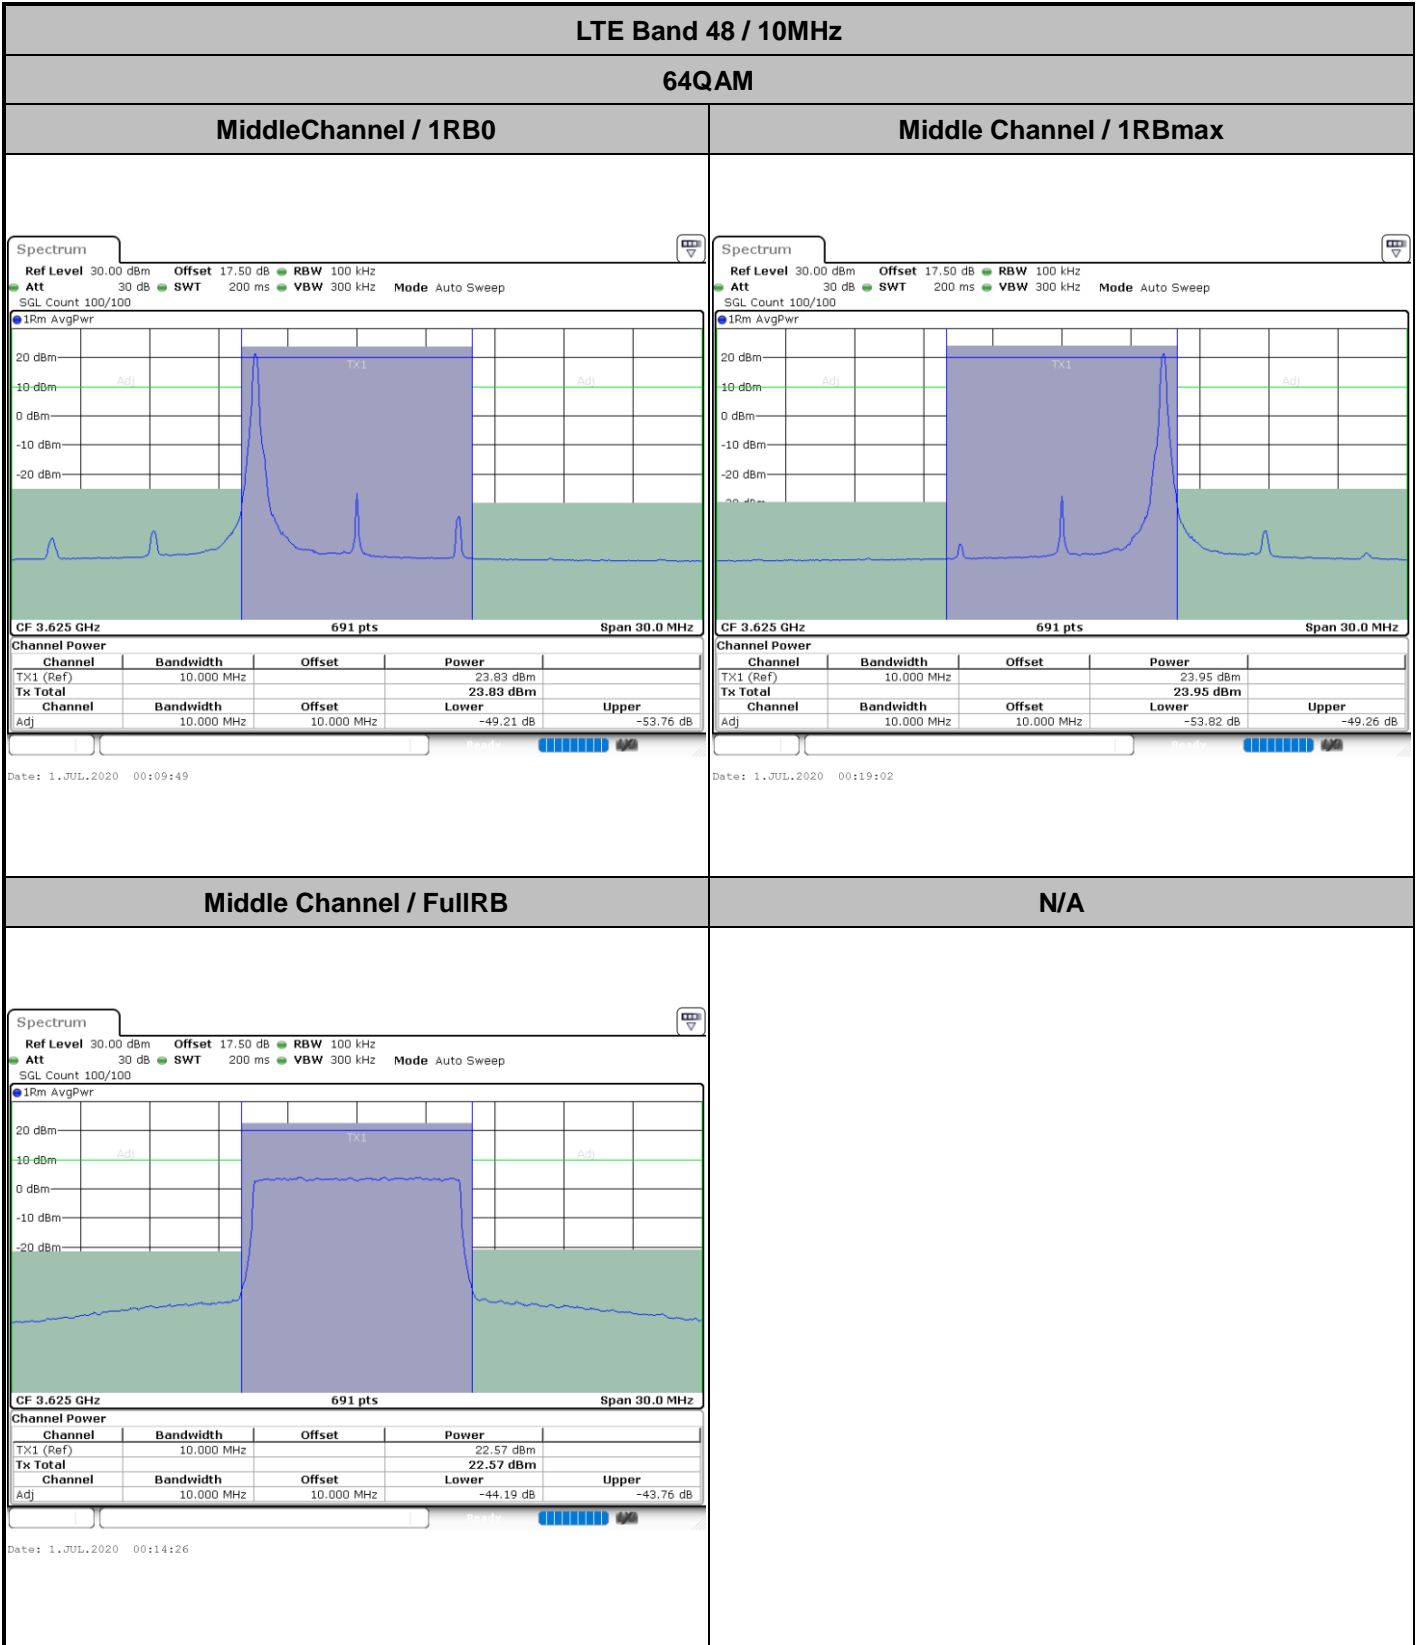 LTE Band 48 / 10MHz
64QAM
MiddleChannel / 1RB0
Middle Channel / 1RBmax
Spectrum
Ref Level 30.00 dBm Offset 17.50 dB RBW 100 kHz
Att 30 dB SWT 200 ms VBW 300 kHz Mode Auto Sweep
SGL Count 100/100
1Rm AvgPwr
20 dBm
TX1
10 dBm
Adj
Adj
0 dBm
-10 dBm
-20 dBm
CF 3.625 GHz 691 pts Span 30.0 MHz
Channel Power
Channel Bandwidth Offset Power
TX1 (Ref) 10.000 MHz 23.83 dBm
Tx Total 23.83 dBm
Channel Bandwidth Offset Lower Upper
Adj 10.000 MHz 10.000 MHz -49.21 dB -53.76 dB
Ready
Date: 1.JUL.2020 00:09:49
Spectrum
Ref Level 30.00 dBm Offset 17.50 dB RBW 100 kHz
Att 30 dB SWT 200 ms VBW 300 kHz Mode Auto Sweep
SGL Count 100/100
1Rm AvgPwr
20 dBm
TX1
10 dBm
Adj
Adj
0 dBm
-10 dBm
-20 dBm
CF 3.625 GHz 691 pts Span 30.0 MHz
Channel Power
Channel Bandwidth Offset Power
TX1 (Ref) 10.000 MHz 23.95 dBm
Tx Total 23.95 dBm
Channel Bandwidth Offset Lower Upper
Adj 10.000 MHz 10.000 MHz -53.82 dB -49.26 dB
Ready
Date: 1.JUL.2020 00:19:02
Middle Channel / FullRB
N/A
Spectrum
Ref Level 30.00 dBm Offset 17.50 dB RBW 100 kHz
Att 30 dB SWT 200 ms VBW 300 kHz Mode Auto Sweep
SGL Count 100/100
1Rm AvgPwr
20 dBm
TX1
10 dBm
Adj
Adj
0 dBm
-10 dBm
-20 dBm
CF 3.625 GHz 691 pts Span 30.0 MHz
Channel Power
Channel Bandwidth Offset Power
TX1 (Ref) 10.000 MHz 22.57 dBm
Tx Total 22.57 dBm
Channel Bandwidth Offset Lower Upper
Adj 10.000 MHz 10.000 MHz -44.19 dB -43.76 dB
Ready
Date: 1.JUL.2020 00:14:26